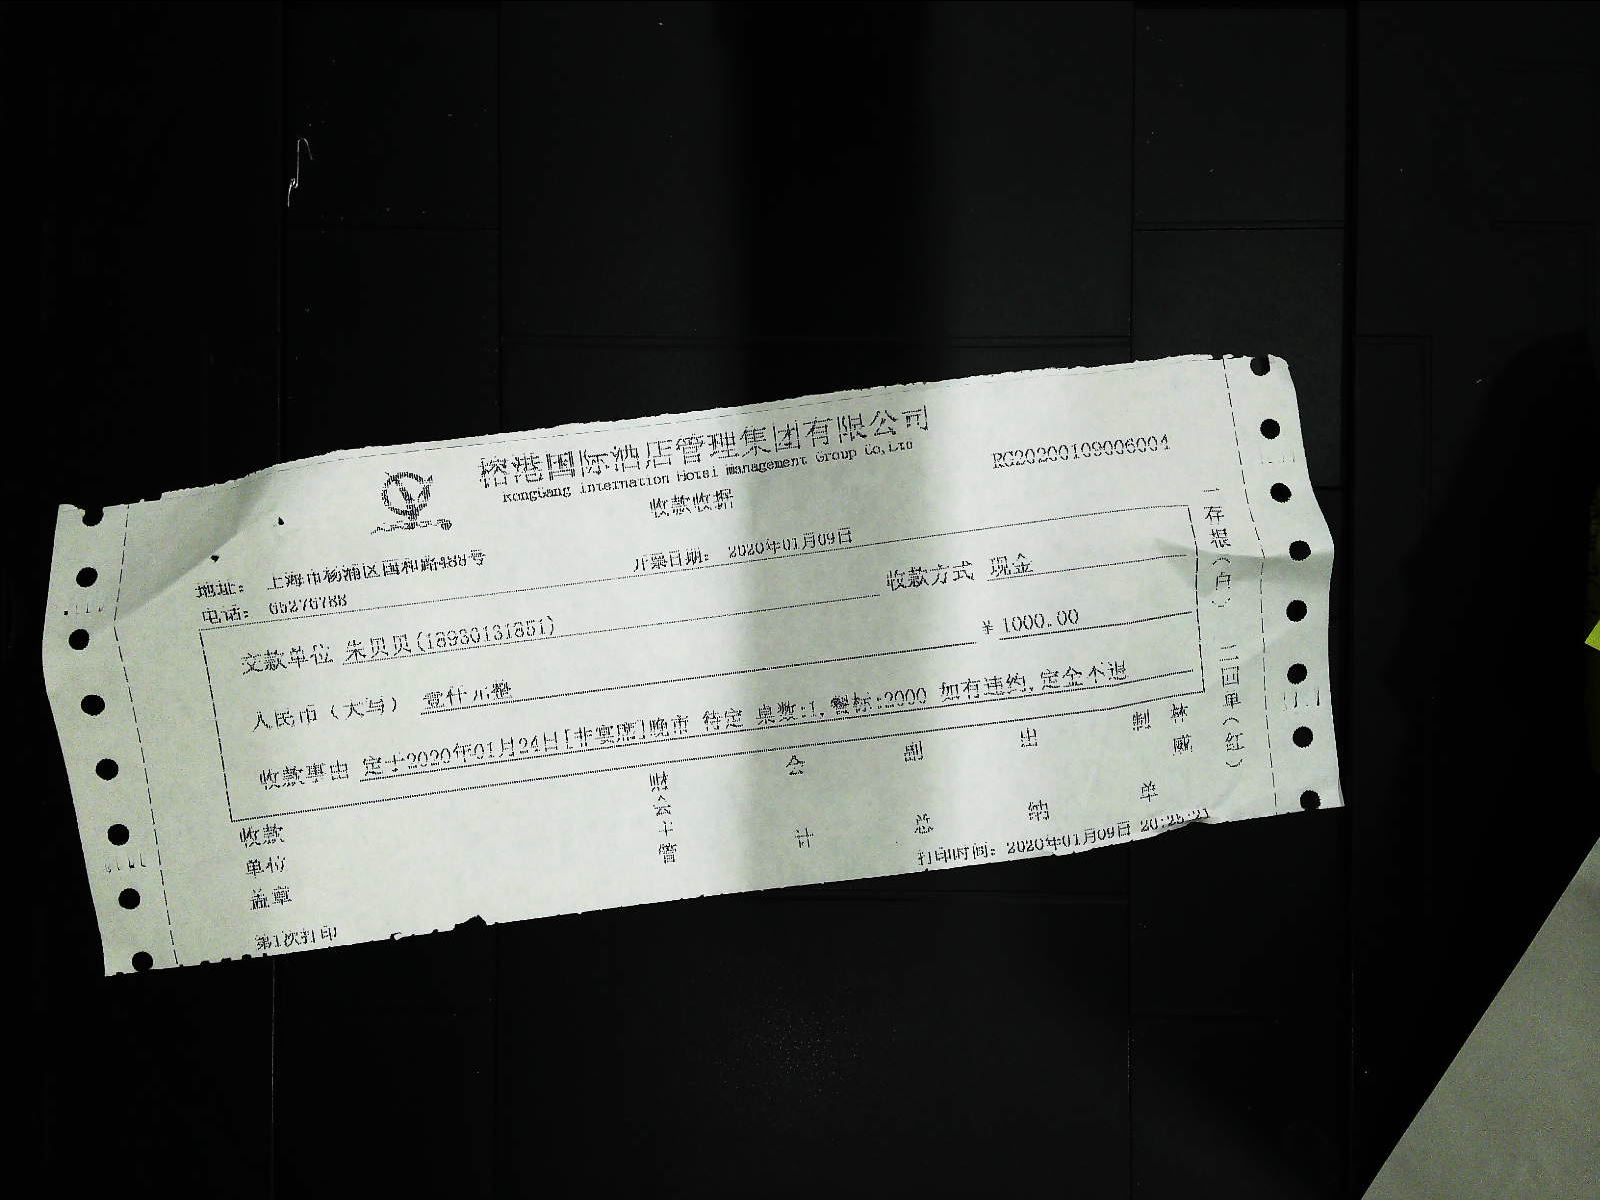 榕港国际酒店管理集团有限公司
RongGang Internation Hotel management Group Co,Ltd
RG20200109006004
收款收据
地址： 上海市杨浦区国和路488号
开票日期： 2020年01月09日
电话： 65276788
收款方式 现金
交款单位 朱贝贝(18930131851)
人民币（大写） 壹仟元整
￥1000.00
收款事由 定于2020年01月24日[非宴席]晚市 待定 桌数:1,餐标:2000 如有违约,定金不退
收款单位盖章
财会主管
会计
副总
出纳
制单
林威
打印时间： 2020年01月09日 20:25:21
第1次打印
一存根（白） 二回单（红）